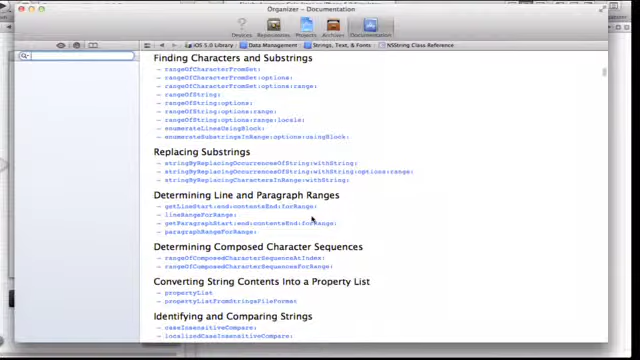 Organizer - Documentation
Devices Repositories Projects Archives Documentation
iOS 5.0 Library Data Management Strings, Text, & Fonts NSString Class Reference
Finding Characters and Substrings
– rangeOfCharacterFromSet:
– rangeOfCharacterFromSet:options:
– rangeOfCharacterFromSet:options:range:
– rangeOfString:
– rangeOfString:options:
– rangeOfString:options:range:
– rangeOfString:options:range:locale:
– enumerateLinesUsingBlock:
– enumerateSubstringsInRange:options:usingBlock:
Replacing Substrings
– stringByReplacingOccurrencesOfString:withString:
– stringByReplacingOccurrencesOfString:withString:options:range:
– stringByReplacingCharactersInRange:withString:
Determining Line and Paragraph Ranges
– getLineStart:end:contentsEnd:forRange:
– lineRangeForRange:
– getParagraphStart:end:contentsEnd:forRange:
– paragraphRangeForRange:
Determining Composed Character Sequences
– rangeOfComposedCharacterSequenceAtIndex:
– rangeOfComposedCharacterSequencesForRange:
Converting String Contents Into a Property List
– propertyList
– propertyListFromStringsFileFormat
Identifying and Comparing Strings
– caseInsensitiveCompare:
– localizedCaseInsensitiveCompare: